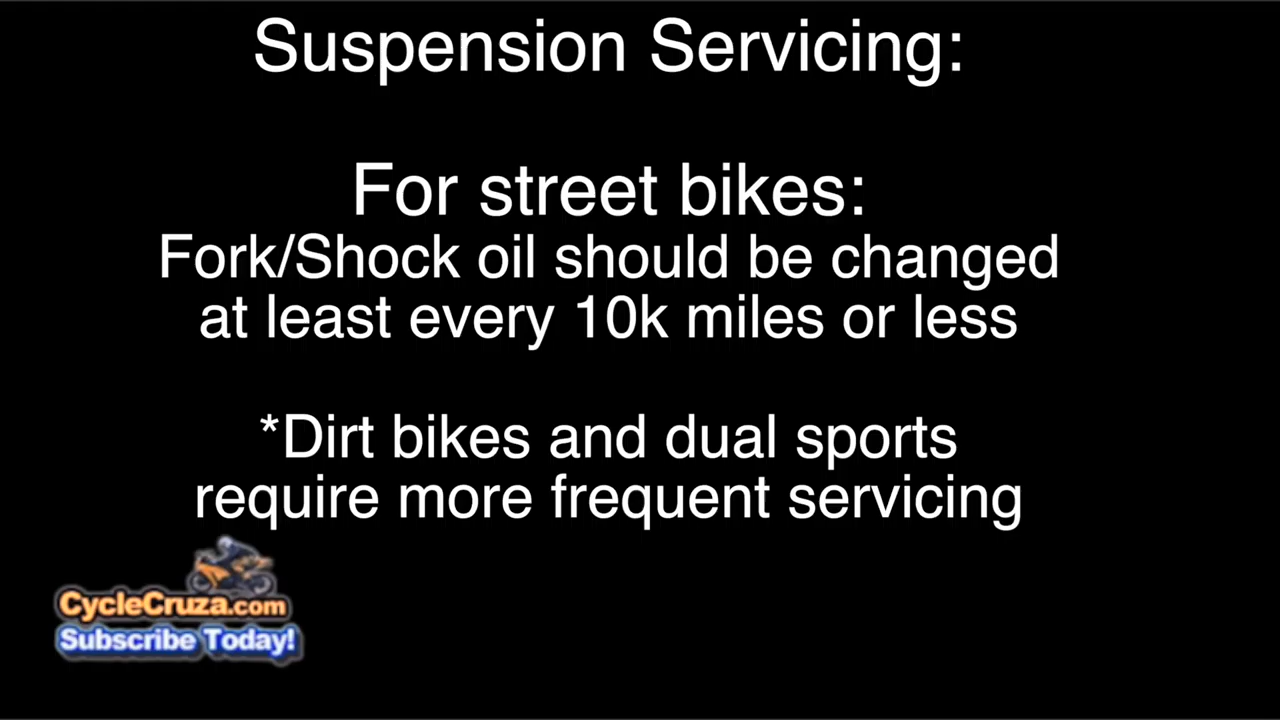 Suspension Servicing:
For street bikes:
Fork/Shock oil should be changed
at least every 10k miles or less
*Dirt bikes and dual sports
require more frequent servicing
CycleCruza.com
Subscribe Today!